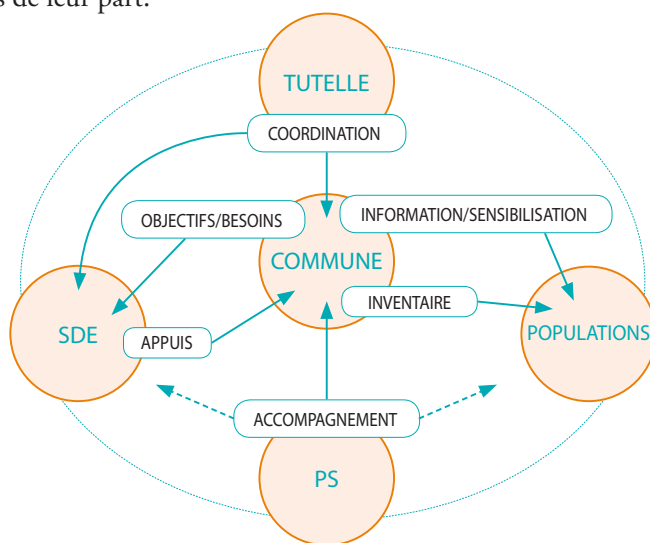 s de leur part.
TUTELLE
COORDINATION
OBJECTIFS/BESOINS
INFORMATION/SENSIBILISATION
COMMUNE
INVENTAIRE
SDE
APPUIS
POPULATIONS
ACCOMPAGNEMENT
PS